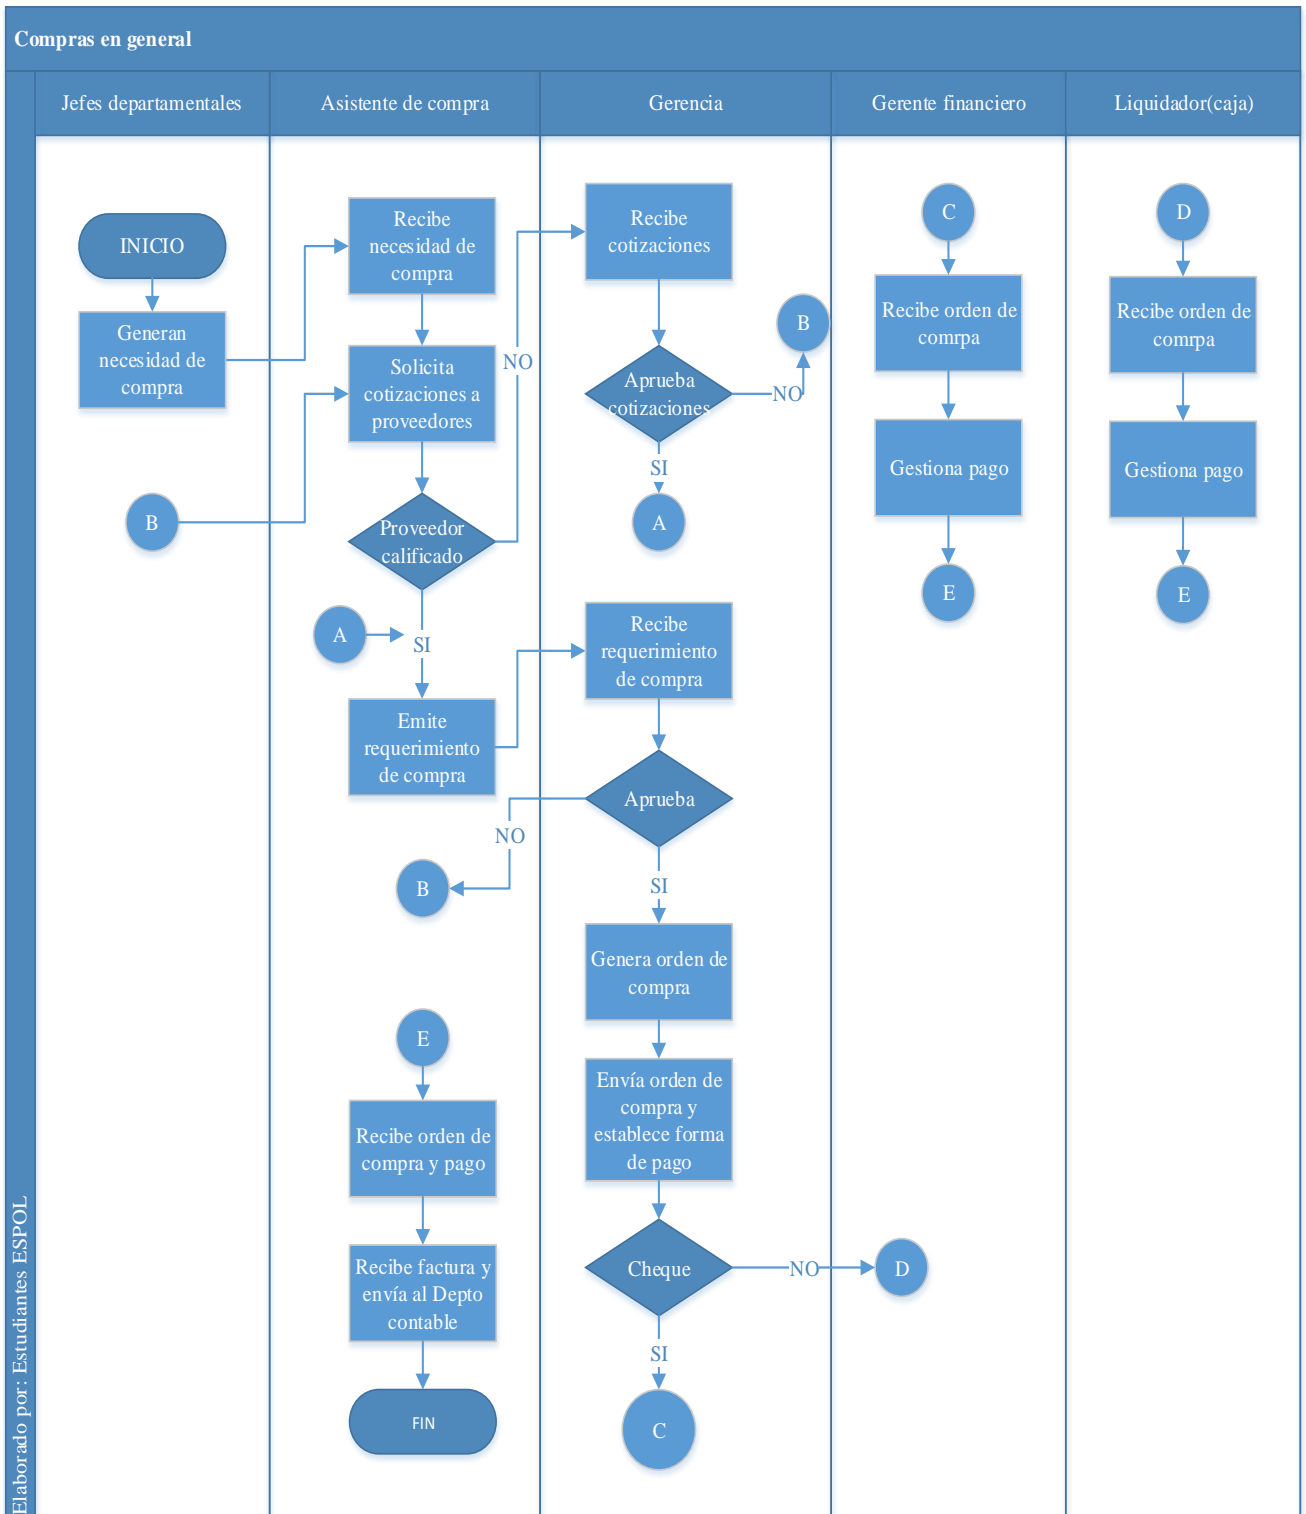 Compras en general
Jefes departamentales
Asistente de compra
Gerencia
Gerente financiero
Liquidador(caja)
INICIO
Generan
necesidad de
compra
B
Recibe
necesidad de
compra
Solicita
cotizaciones a
proveedores
Proveedor
calificado
NO
A
SI
Emite
requerimiento
de compra
NO
B
E
Recibe orden de
compra y pago
Recibe factura y
envía al Depto
contable
FIN
Recibe
cotizaciones
Aprueba
cotizaciones
NO
B
SI
A
Recibe
requerimiento
de compra
Aprueba
SI
Genera orden de
compra
Envía orden de
compra y
establece forma
de pago
Cheque
NO
D
SI
C
C
Recibe orden de
comrpa
Gestiona pago
E
D
Recibe orden de
comrpa
Gestiona pago
E
Elaborado por: Estudiantes ESPOL